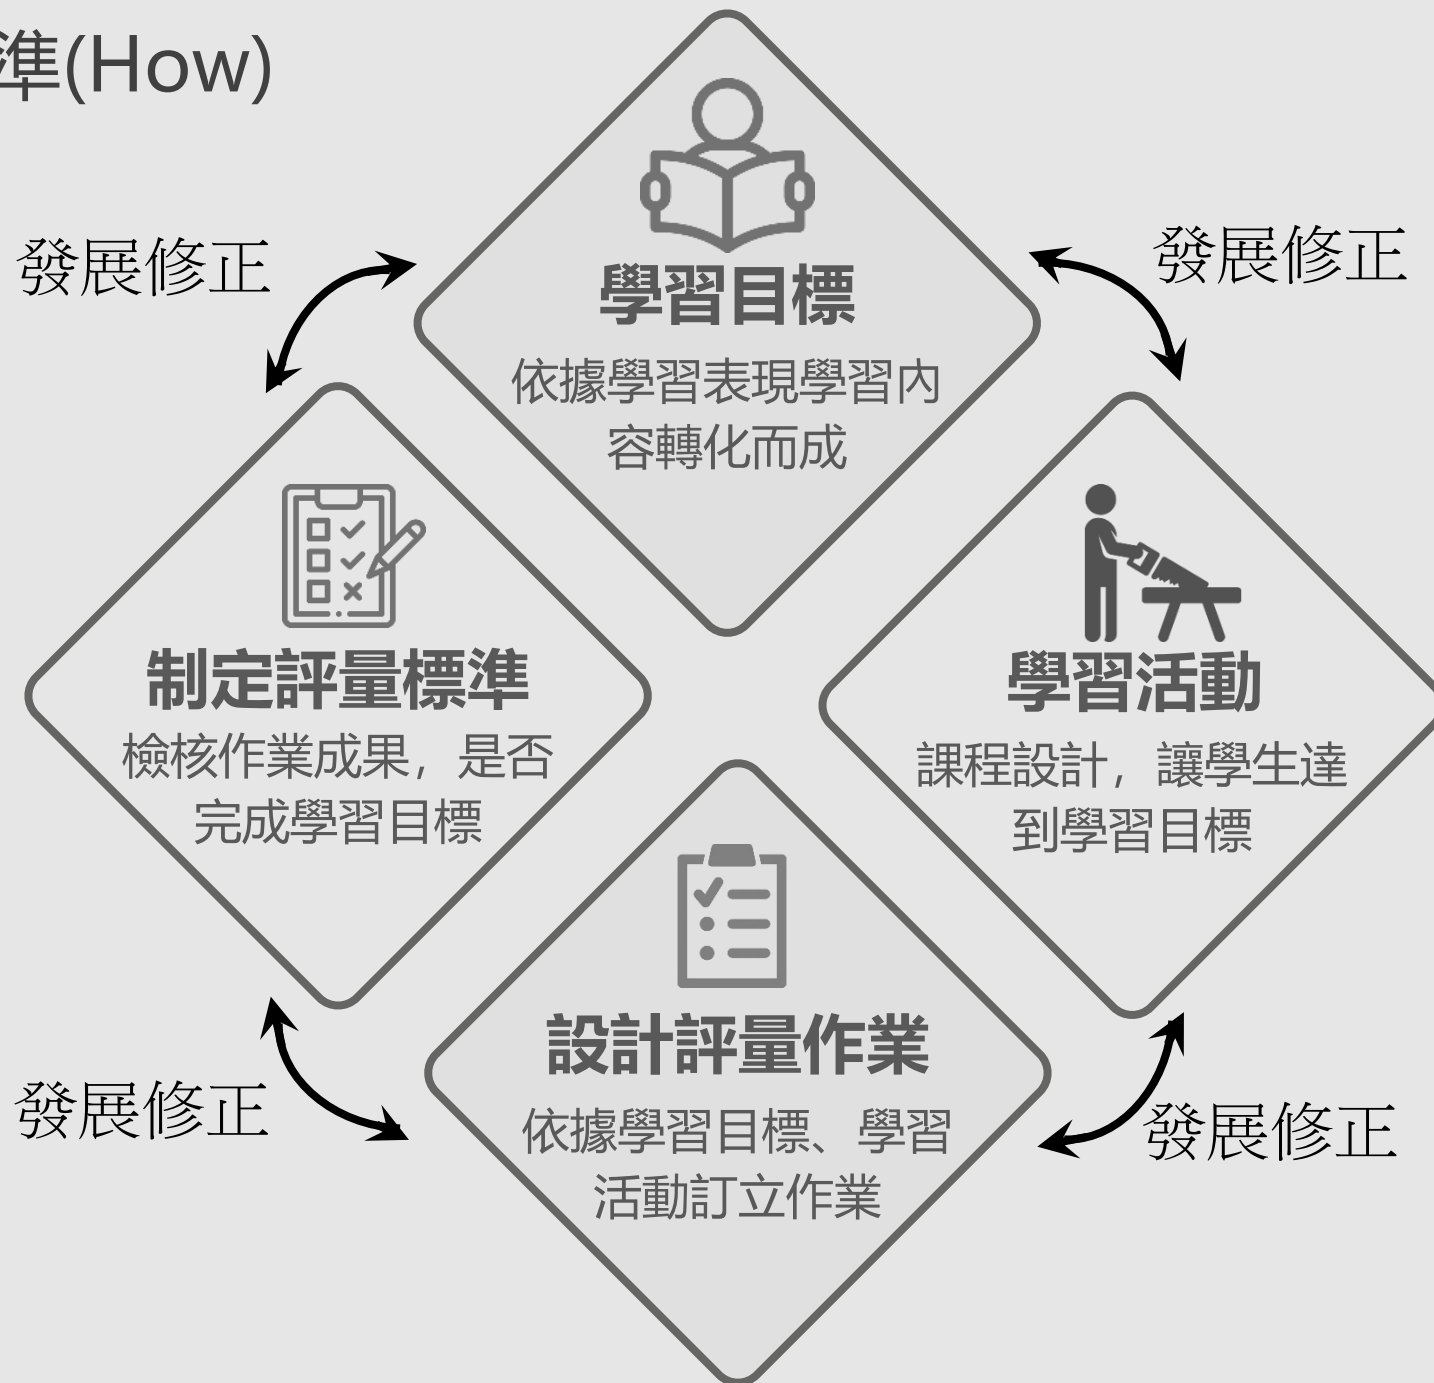 準(How)
發展修正
發展修正
學習目標
依據學習表現學習內
容轉化而成
制定評量標準
檢核作業成果，是否
完成學習目標
學習活動
課程設計，讓學生達
到學習目標
設計評量作業
依據學習目標、學習
活動訂立作業
發展修正
發展修正